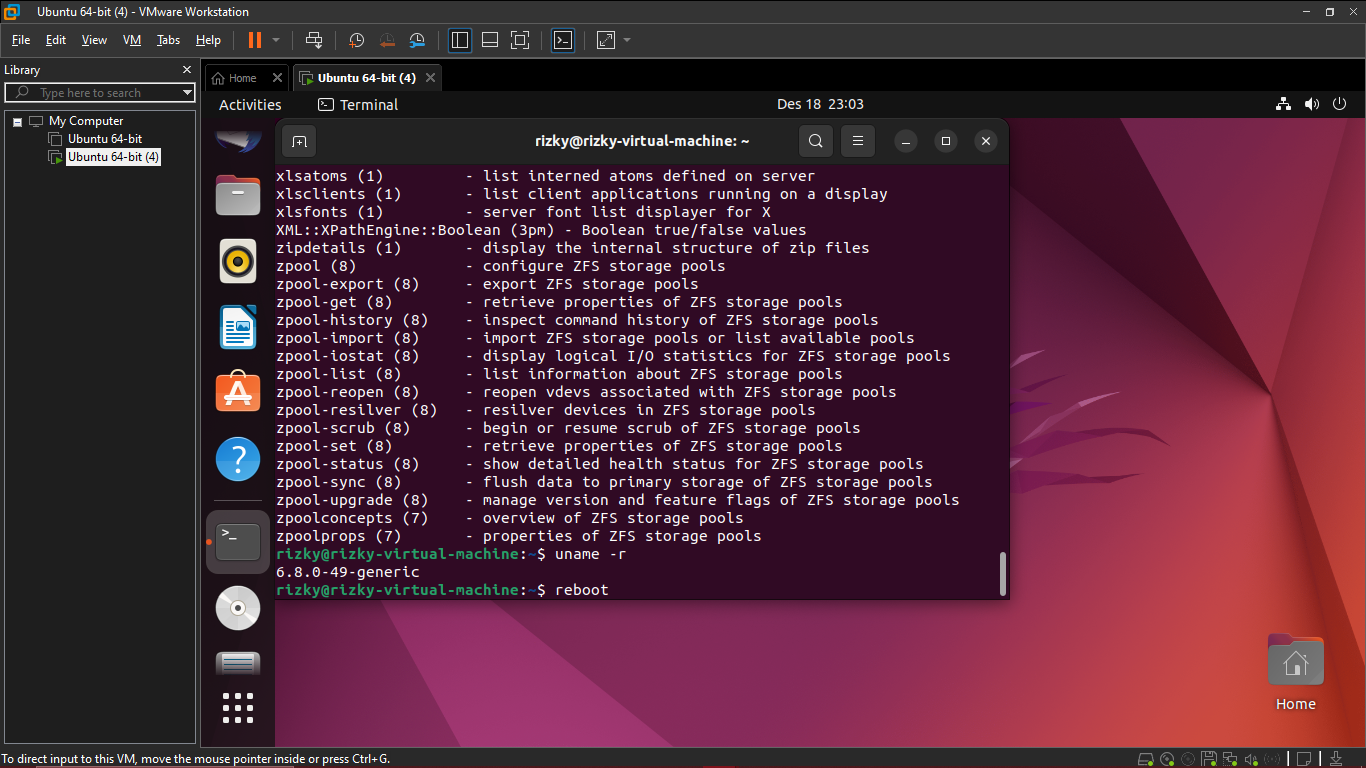 Ubuntu 64-bit (4) - VMware Workstation
File Edit View VM Tabs Help
Library
Type here to search
My Computer
Ubuntu 64-bit
Ubuntu 64-bit (4)
Home
Ubuntu 64-bit (4)
Activities
Terminal
Des 18 23:03
rizky@rizky-virtual-machine: ~
xlsatoms (1) - list interned atoms defined on server
xlsclients (1) - list client applications running on a display
xlsfonts (1) - server font list displayer for X
XML::XPathEngine::Boolean (3pm) - Boolean true/false values
zipdetails (1) - display the internal structure of zip files
zpool (8) - configure ZFS storage pools
zpool-export (8) - export ZFS storage pools
zpool-get (8) - retrieve properties of ZFS storage pools
zpool-history (8) - inspect command history of ZFS storage pools
zpool-import (8) - import ZFS storage pools or list available pools
zpool-iostat (8) - display logical I/O statistics for ZFS storage pools
zpool-list (8) - list information about ZFS storage pools
zpool-reopen (8) - reopen vdevs associated with ZFS storage pools
zpool-resilver (8) - resilver devices in ZFS storage pools
zpool-scrub (8) - begin or resume scrub of ZFS storage pools
zpool-set (8) - retrieve properties of ZFS storage pools
zpool-status (8) - show detailed health status for ZFS storage pools
zpool-sync (8) - flush data to primary storage of ZFS storage pools
zpool-upgrade (8) - manage version and feature flags of ZFS storage pools
zpoolconcepts (7) - overview of ZFS storage pools
zpoolprops (7) - properties of ZFS storage pools
rizky@rizky-virtual-machine:~$ uname -r
6.8.0-49-generic
rizky@rizky-virtual-machine:~$ reboot
Home
To direct input to this VM, move the mouse pointer inside or press Ctrl+G.